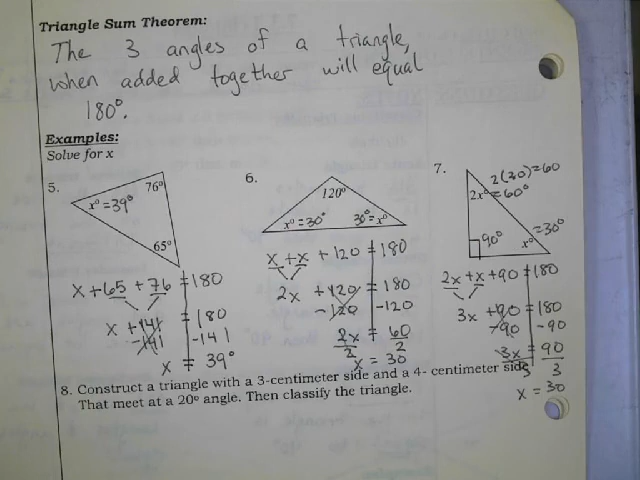 Triangle Sum Theorem:
The 3 angles of a triangle,
when added together will equal
180°.
Examples:
Solve for x
5.
76°
x° = 39°
65°
x + 65 + 76 = 180
x + 141 = 180
-141 -141
x = 39°
6.
120°
x° = 30° 30° = x°
x + x + 120 = 180
2x + 120 = 180
-120 -120
2x = 60
2 2
x = 30
7.
2(30) = 60
2x° = 60°
90° x° = 30°
2x + x + 90 = 180
3x + 90 = 180
-90 -90
3x = 90
3 3
x = 30
8. Construct a triangle with a 3-centimeter side and a 4- centimeter side
That meet at a 20° angle. Then classify the triangle.